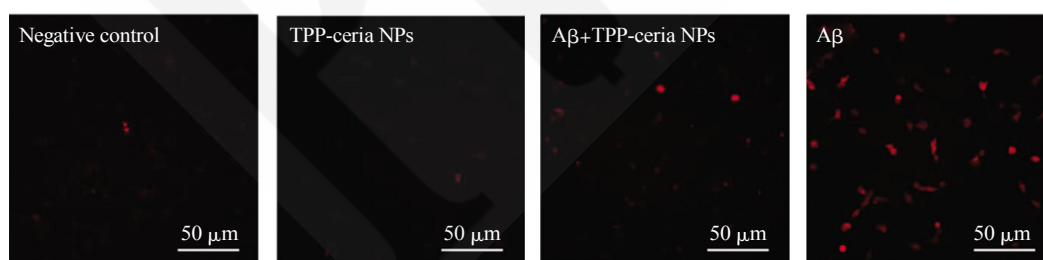 Negative control
TPP-ceria NPs
Aβ+TPP-ceria NPs
Aβ
50 μm
50 μm
50 μm
50 μm